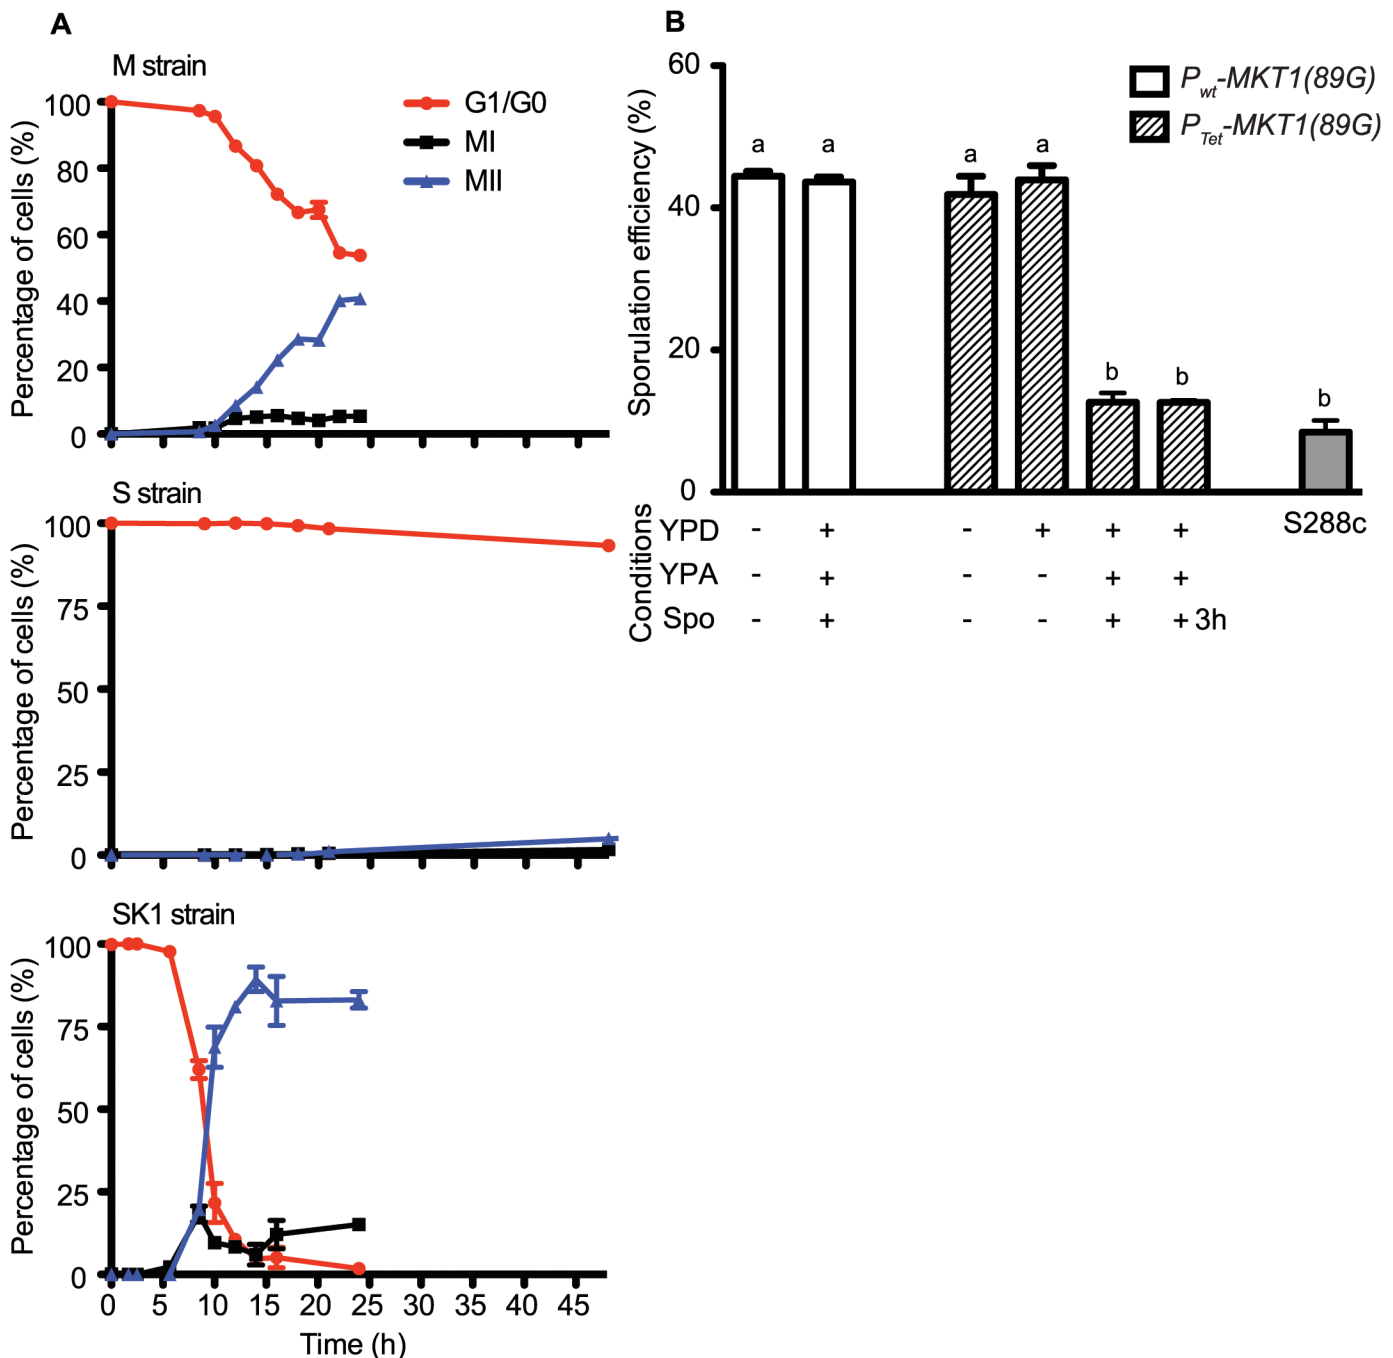 A
M strain
Percentage of cells (%)
100
80
60
40
20
0
G1/G0
MI
MII
S strain
Percentage of cells (%)
100
75
50
25
0
SK1 strain
Percentage of cells (%)
100
75
50
25
0
0 5 10 15 20 25 30 35 40 45
Time (h)
B
Sporulation efficiency (%)
60
40
20
0
P_wt-MKT1(89G)
P_Tet-MKT1(89G)
a a a a b b b
S288c
Conditions
YPD - + - + + +
YPA - + - - + +
Spo - + - - + + 3h